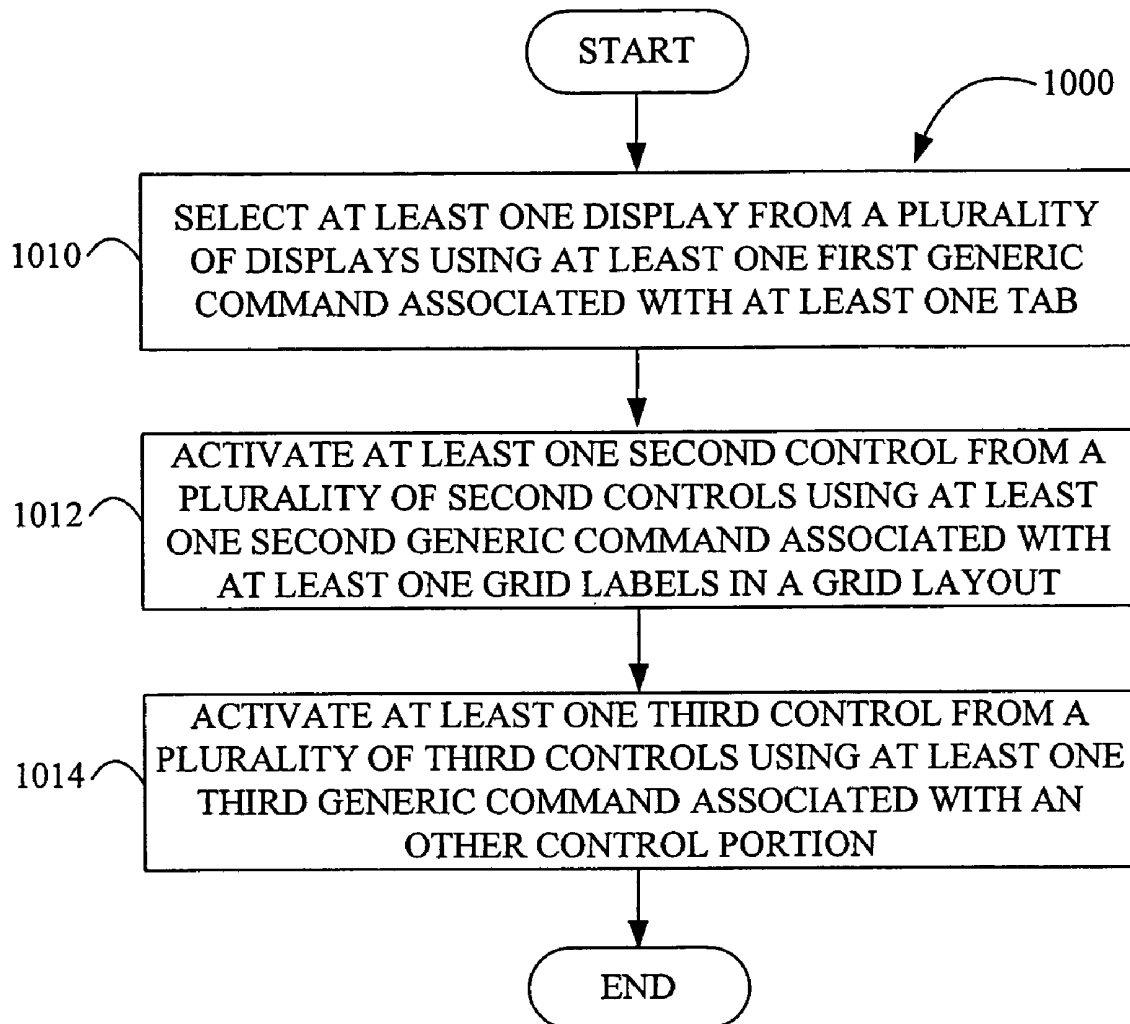 START
1000
1010
SELECT AT LEAST ONE DISPLAY FROM A PLURALITY
OF DISPLAYS USING AT LEAST ONE FIRST GENERIC
COMMAND ASSOCIATED WITH AT LEAST ONE TAB
1012
ACTIVATE AT LEAST ONE SECOND CONTROL FROM A
PLURALITY OF SECOND CONTROLS USING AT LEAST
ONE SECOND GENERIC COMMAND ASSOCIATED WITH
AT LEAST ONE GRID LABELS IN A GRID LAYOUT
1014
ACTIVATE AT LEAST ONE THIRD CONTROL FROM A
PLURALITY OF THIRD CONTROLS USING AT LEAST ONE
THIRD GENERIC COMMAND ASSOCIATED WITH AN
OTHER CONTROL PORTION
END